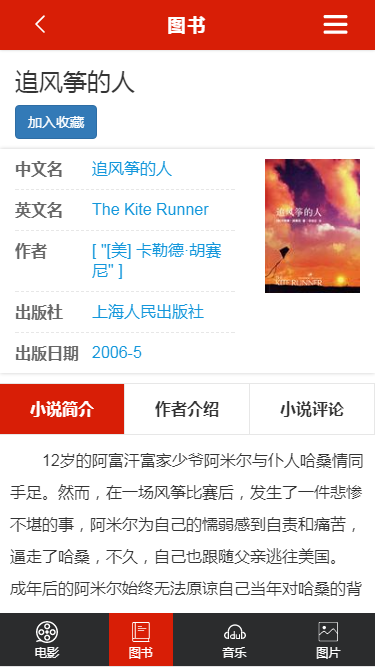 图书
追风筝的人
加入收藏
中文名 追风筝的人
英文名 The Kite Runner
作者 [ "[美] 卡勒德·胡赛
尼" ]
出版社 上海人民出版社
出版日期 2006-5
追风筝的人
KITE RUNNER
小说简介 作者介绍 小说评论
12岁的阿富汗富家少爷阿米尔与仆人哈桑情同
手足。然而，在一场风筝比赛后，发生了一件悲惨
不堪的事，阿米尔为自己的懦弱感到自责和痛苦，
逼走了哈桑，不久，自己也跟随父亲逃往美国。
成年后的阿米尔始终无法原谅自己当年对哈桑的背
电影 图书 音乐 图片